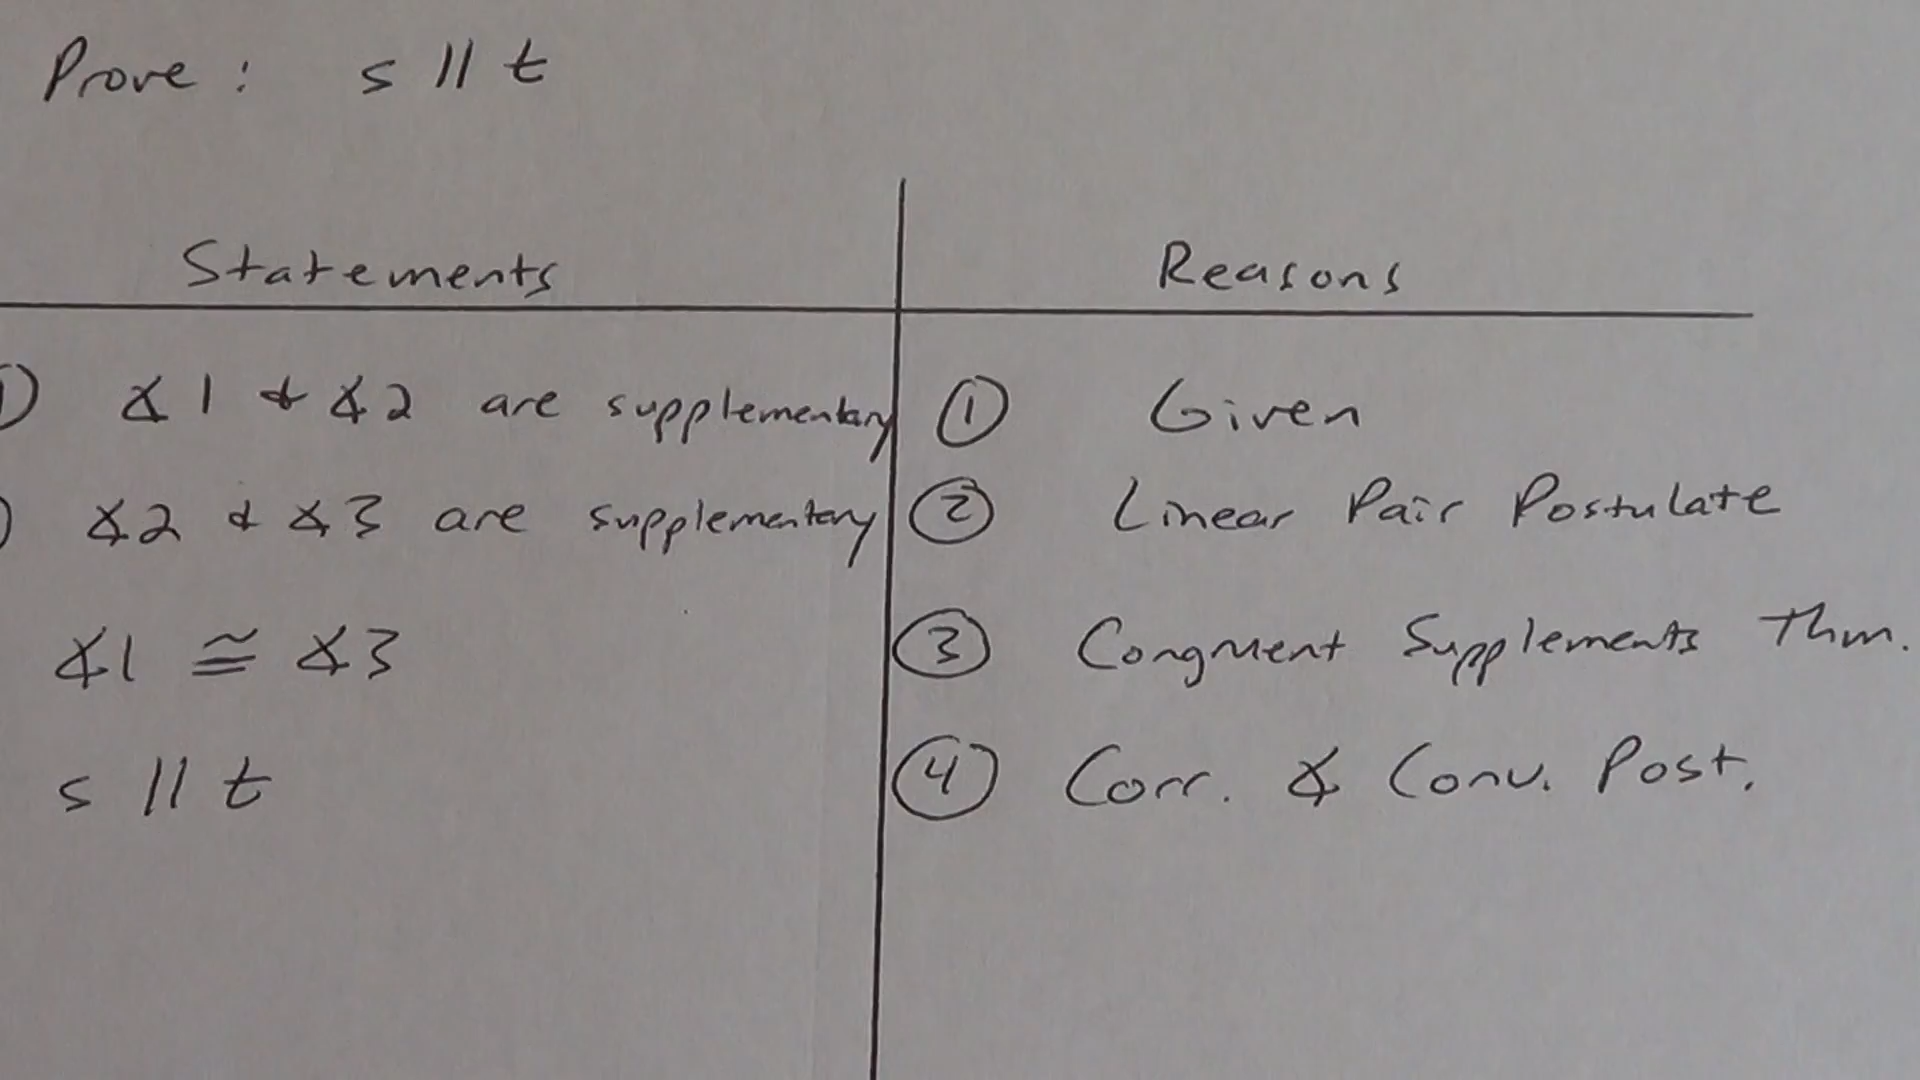 Prove: s || t
Statements Reasons
1) ∡1 & ∡2 are supplementary ① Given
) ∡2 & ∡3 are supplementary ② Linear Pair Postulate
∡1 ≅ ∡3 ③ Congruent Supplements Thm.
s || t ④ Corr. ∡ Conv. Post.